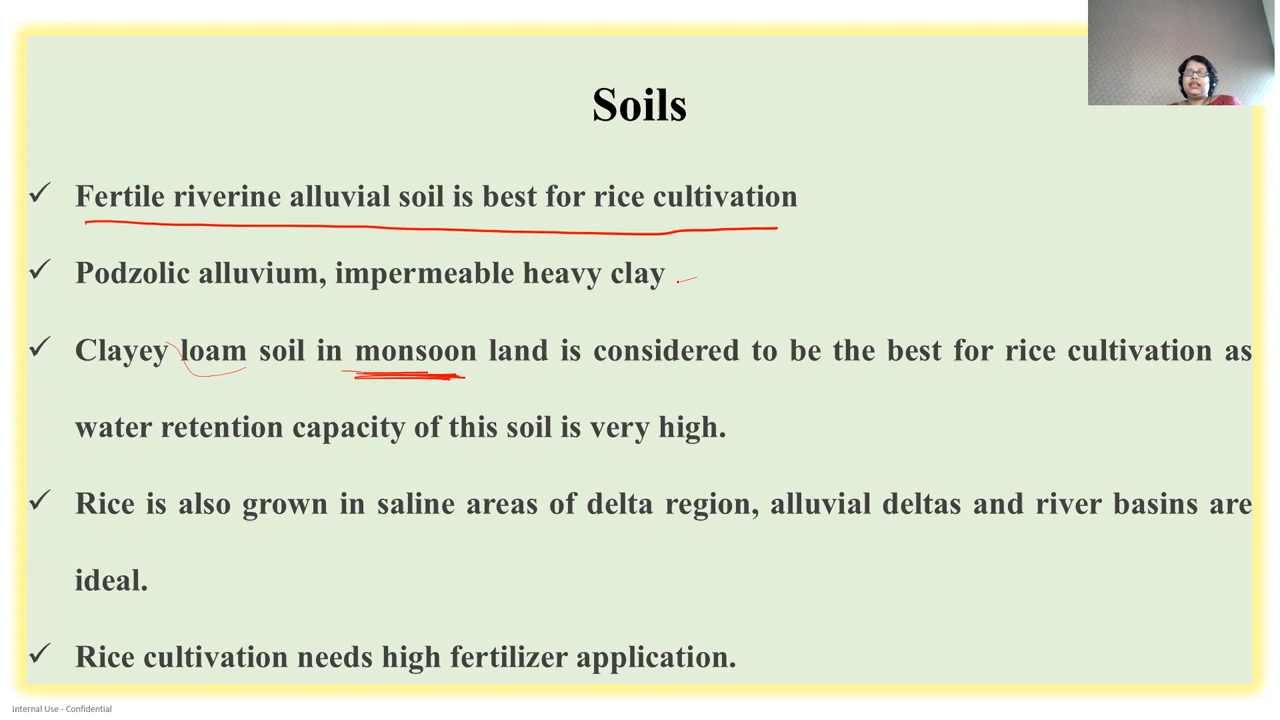 Soils
✓ Fertile riverine alluvial soil is best for rice cultivation
✓ Podzolic alluvium, impermeable heavy clay
✓ Clayey loam soil in monsoon land is considered to be the best for rice cultivation as
water retention capacity of this soil is very high.
✓ Rice is also grown in saline areas of delta region, alluvial deltas and river basins are
ideal.
✓ Rice cultivation needs high fertilizer application.
Internal Use - Confidential